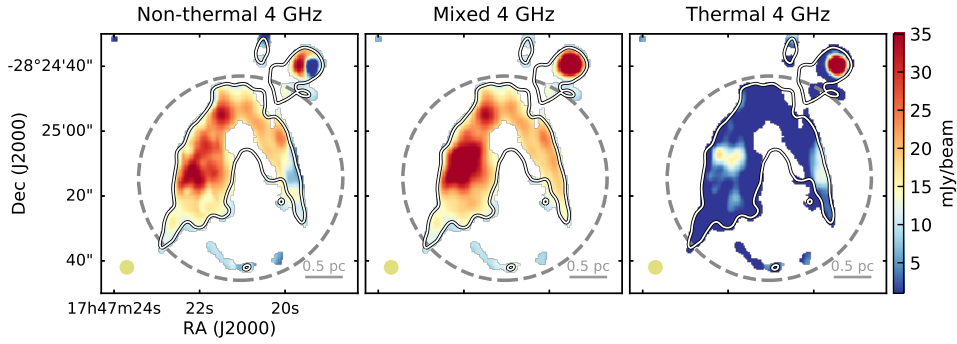 Non-thermal 4 GHz Mixed 4 GHz Thermal 4 GHz
35
-28°24'40"
30
25
25'00"
20
Dec (J2000)
mJy/beam
15
20"
10
5
40"
0.5 pc 0.5 pc 0.5 pc
17h47m24s 22s 20s
RA (J2000)